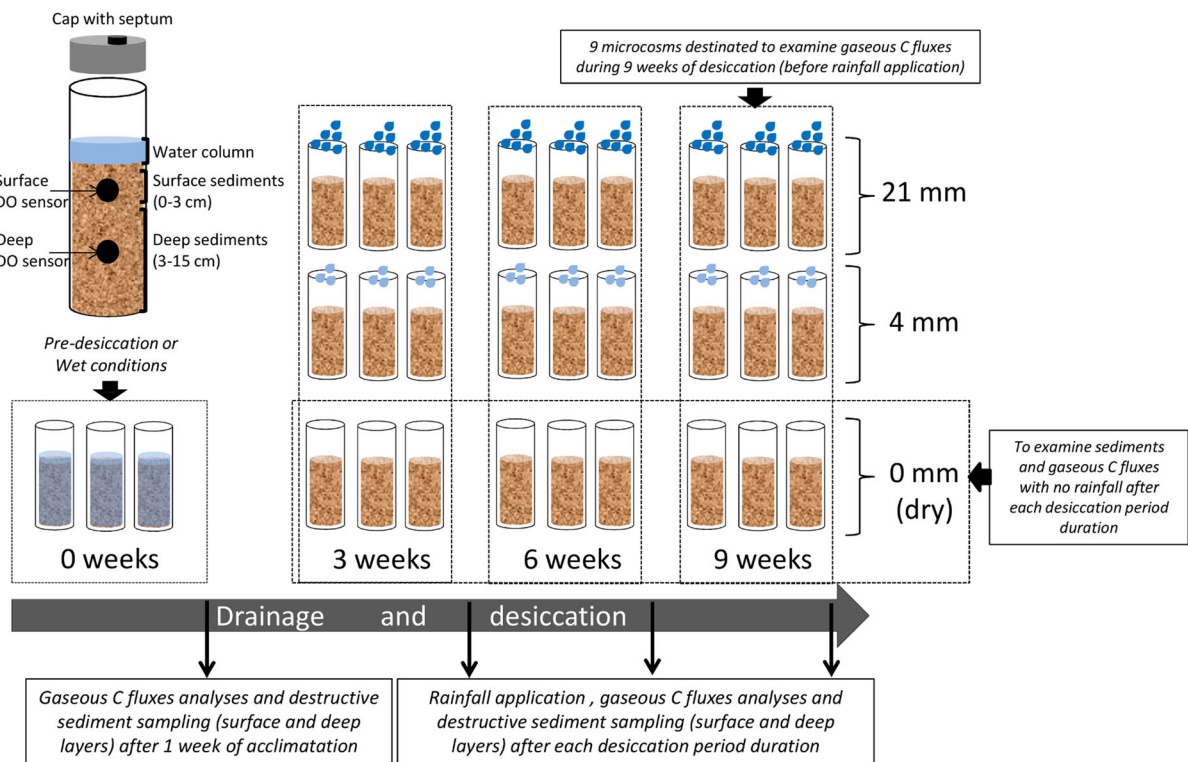 Cap with septum
Water column
Surface
DO sensor
Surface sediments
(0-3 cm)
Deep
DO sensor
Deep sediments
(3-15 cm)
Pre-desiccation or
Wet conditions
9 microcosms destinated to examine gaseous C fluxes
during 9 weeks of desiccation (before rainfall application)
21 mm
4 mm
0 mm
(dry)
To examine sediments
and gaseous C fluxes
with no rainfall after
each desiccation period
duration
0 weeks
3 weeks
6 weeks
9 weeks
Drainage and desiccation
Gaseous C fluxes analyses and destructive
sediment sampling (surface and deep
layers) after 1 week of acclimatation
Rainfall application , gaseous C fluxes analyses and
destructive sediment sampling (surface and deep
layers) after each desiccation period duration